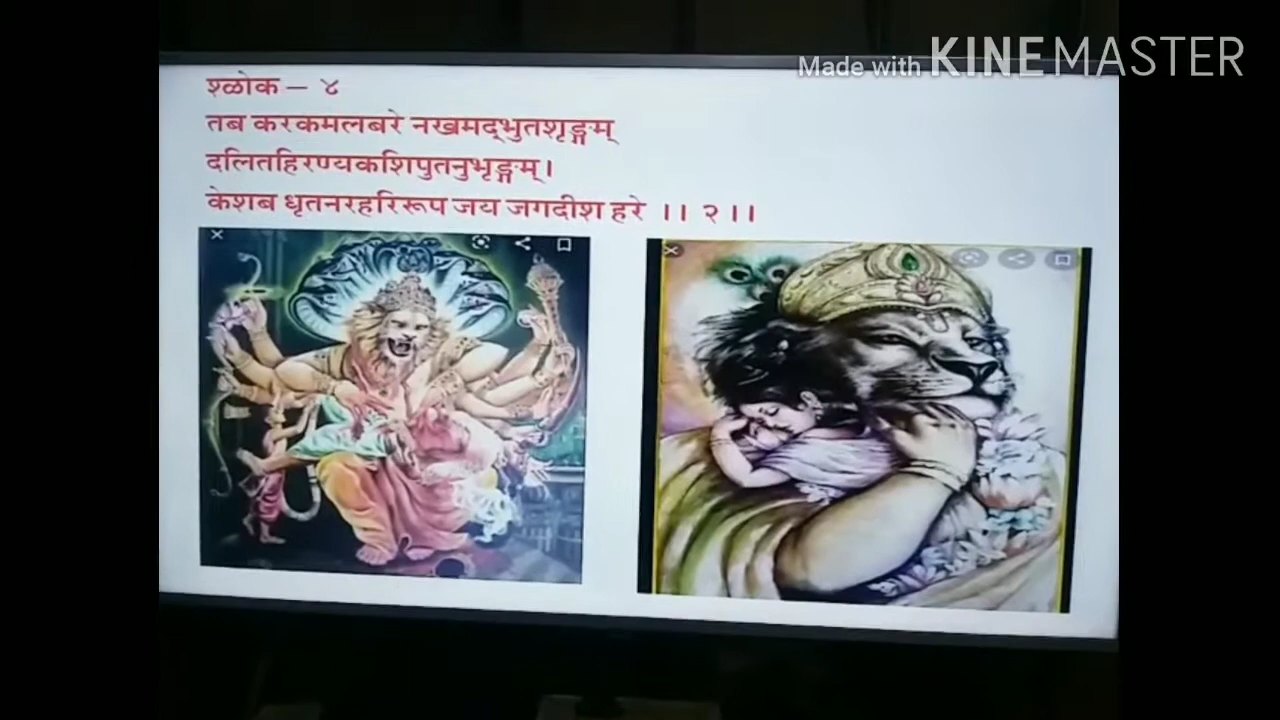 Made with KINEMASTER
श्ळोक – ४
तब करकमलबरे नखमद्भुतशृङ्गम्
दलितहिरण्यकशिपुतनुभृङ्गम्।
केशब धृतनरहरिरूप जय जगदीश हरे ।। २ ।।